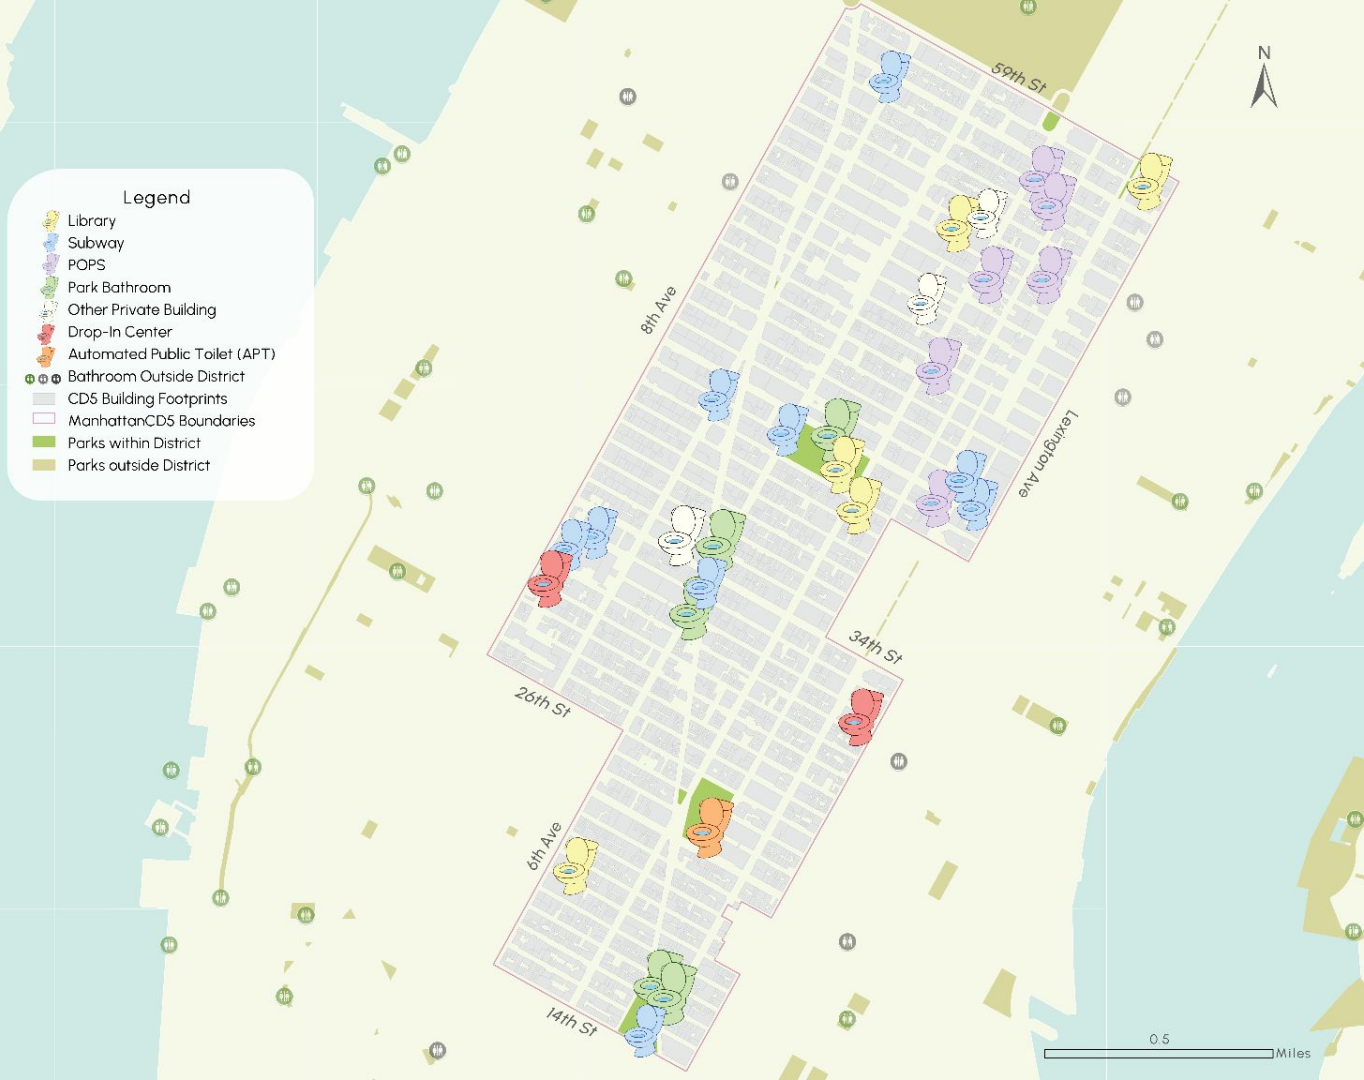 N
59th St
Legend
Library
Subway
POPS
Park Bathroom
Other Private Building
Drop-In Center
Automated Public Toilet (APT)
Bathroom Outside District
CD5 Building Footprints
ManhattanCD5 Boundaries
Parks within District
Parks outside District
8th Ave
Lexington Ave
34th St
26th St
6th Ave
14th St
0.5
Miles